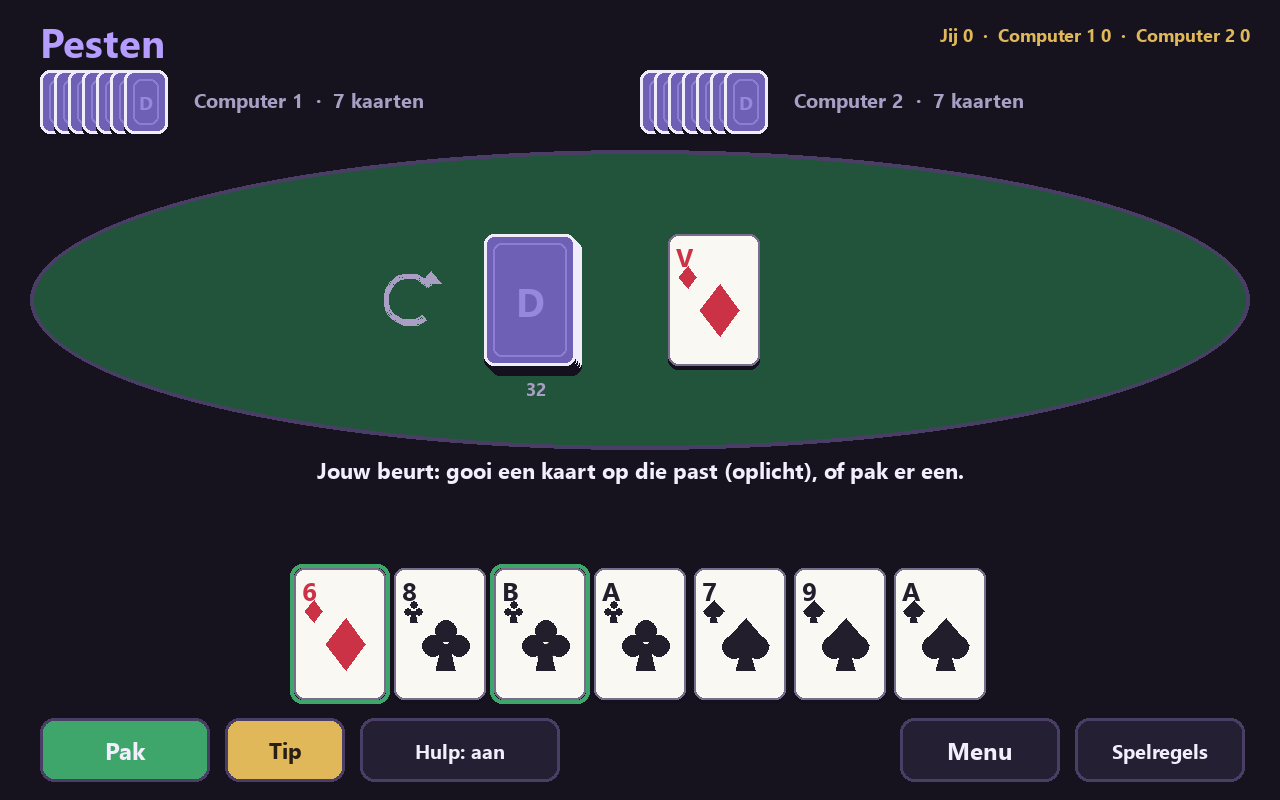 Pesten
Jij 0 · Computer 1 0 · Computer 2 0
D
Computer 1 · 7 kaarten
D
Computer 2 · 7 kaarten
D
V
32
Jouw beurt: gooi een kaart op die past (oplicht), of pak er een.
6
8
B
A
7
9
A
Pak
Tip
Hulp: aan
Menu
Spelregels